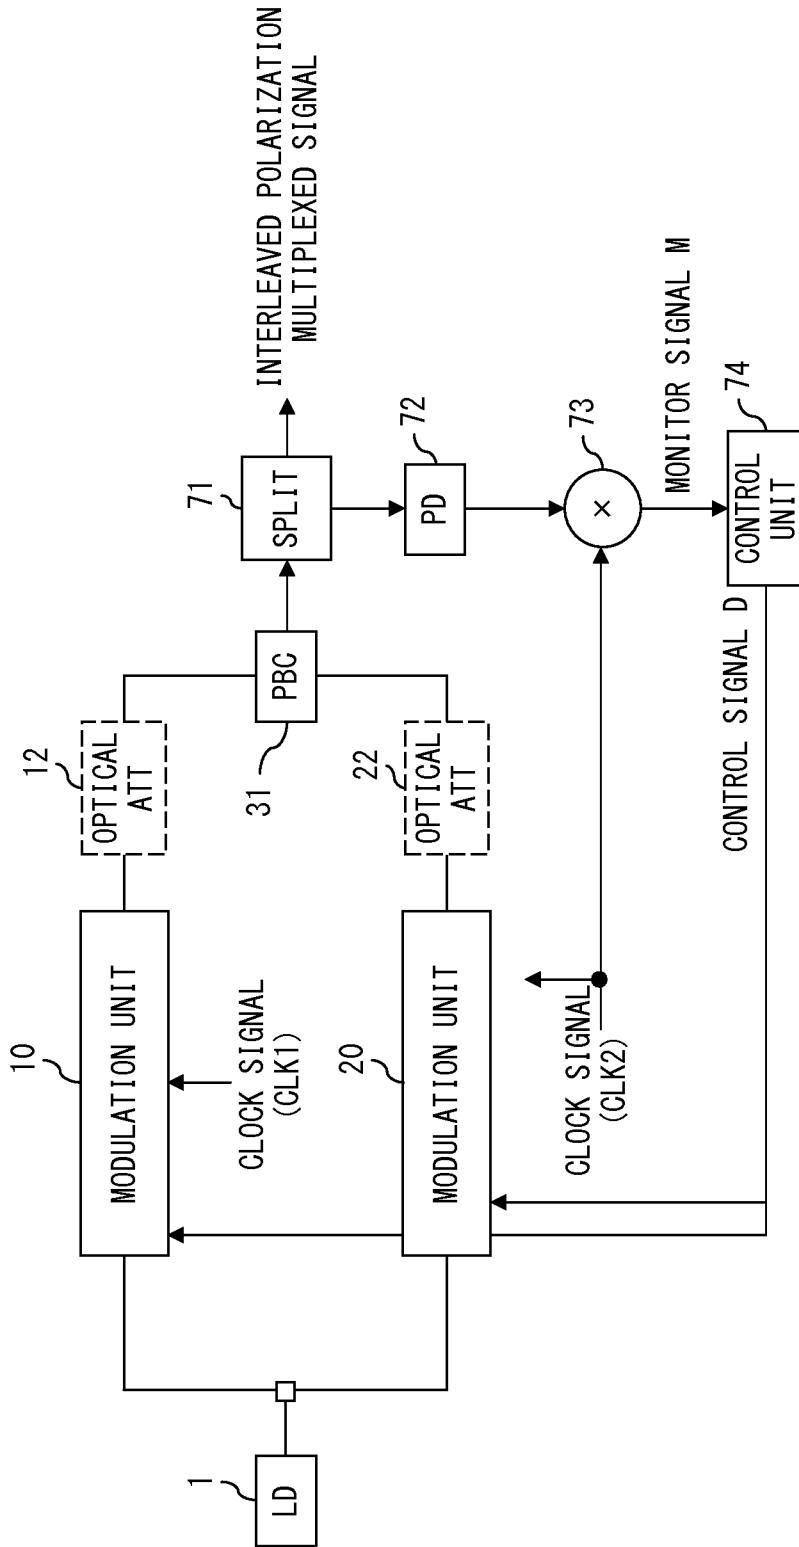 1
LD
10
MODULATION UNIT
CLOCK SIGNAL
(CLK1)
20
MODULATION UNIT
CLOCK SIGNAL
(CLK2)
12
OPTICAL
ATT
22
OPTICAL
ATT
PBC
31
71
SPLIT
INTERLEAVED POLARIZATION
MULTIPLEXED SIGNAL
72
PD
73
×
MONITOR SIGNAL M
74
CONTROL
UNIT
CONTROL SIGNAL D